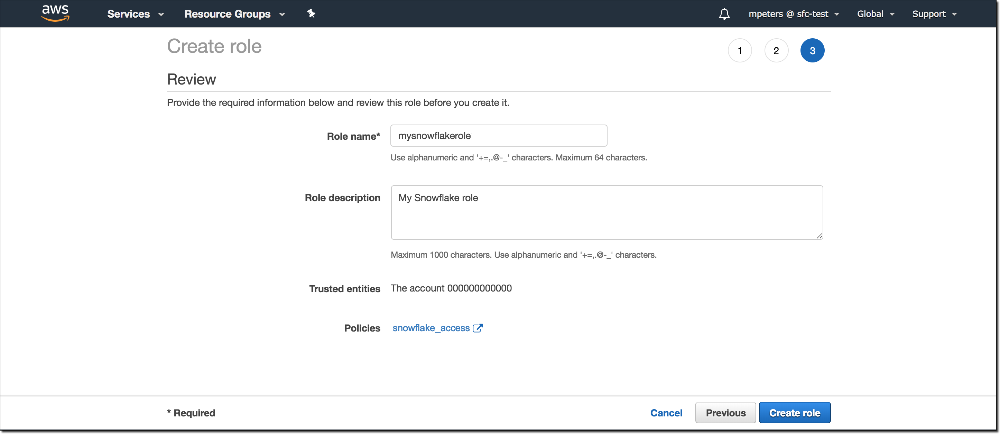 aws Services Resource Groups mpeters @ sfc-test Global Support
Create role 1 2 3
Review
Provide the required information below and review this role before you create it.
Role name* mysnowflakerole
Use alphanumeric and '+=,.@-_' characters. Maximum 64 characters.
Role description My Snowflake role
Maximum 1000 characters. Use alphanumeric and '+=,.@-_' characters.
Trusted entities The account 000000000000
Policies snowflake_access
* Required Cancel Previous Create role